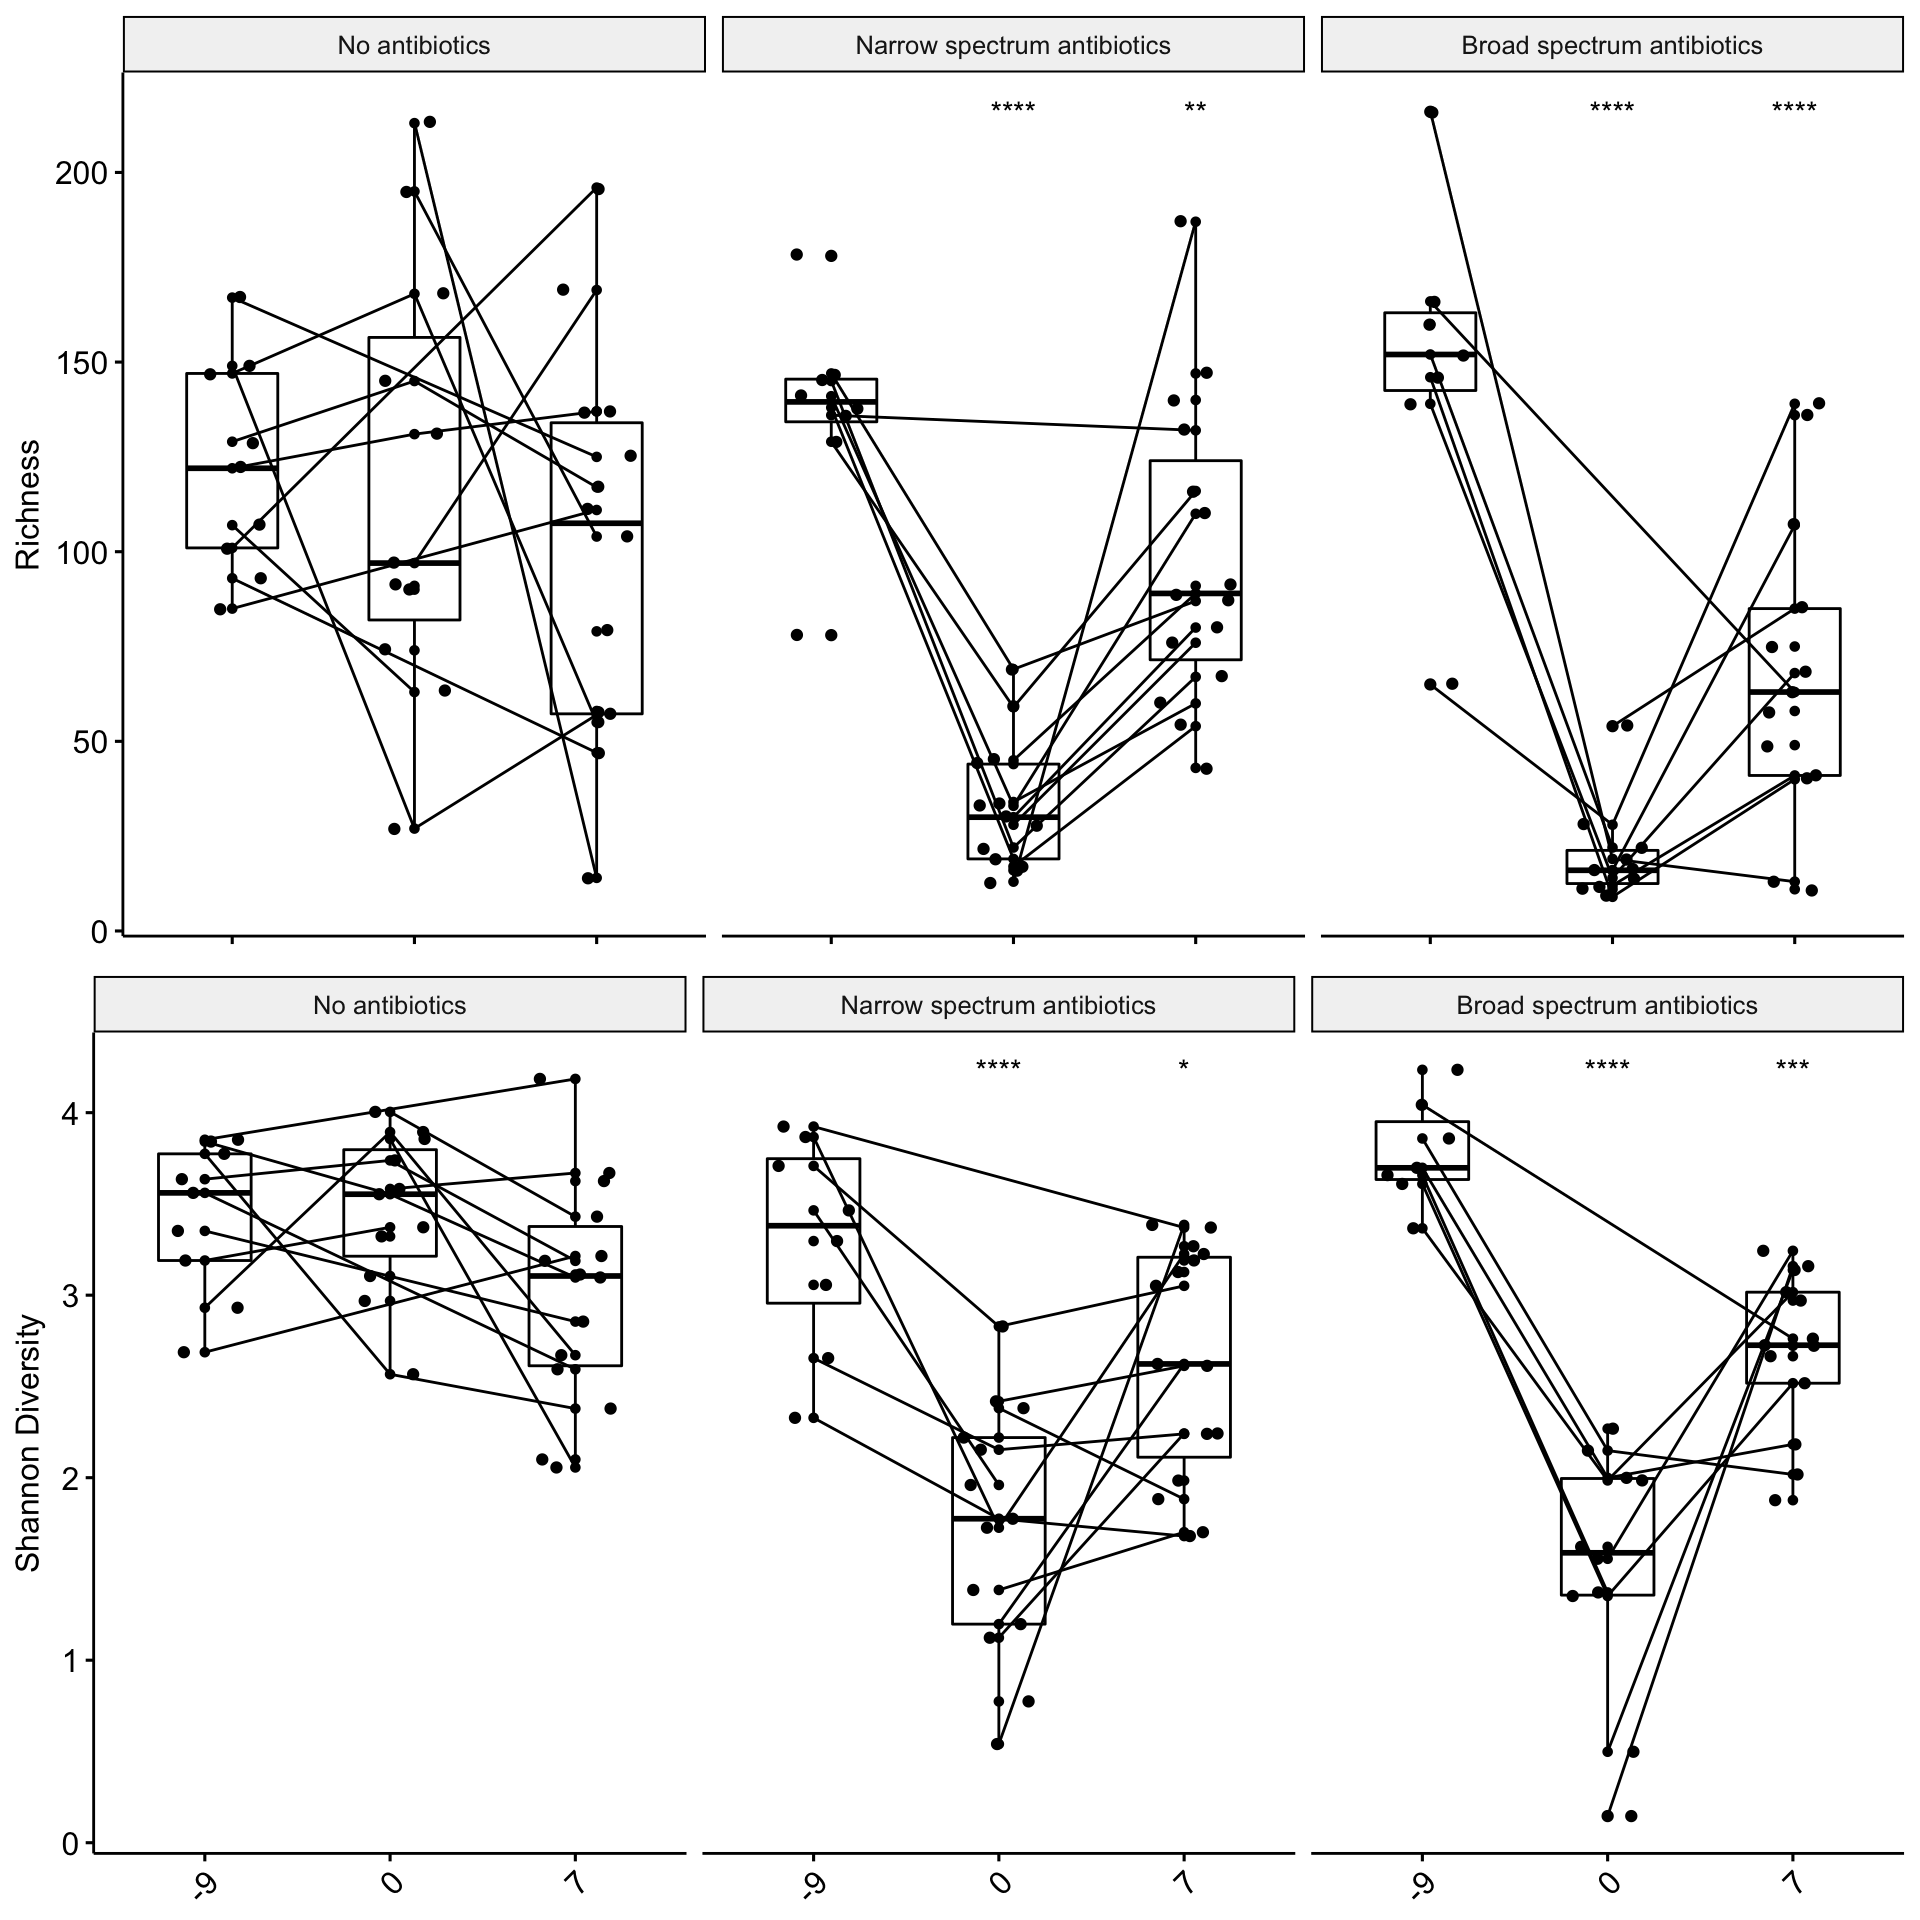 No antibiotics Narrow spectrum antibiotics Broad spectrum antibiotics
**** ** **** ****
200
150
100
50
0
Richness
No antibiotics Narrow spectrum antibiotics Broad spectrum antibiotics
**** * **** ***
4
3
2
1
0
Shannon Diversity
-9 0 7 -9 0 7 -9 0 7